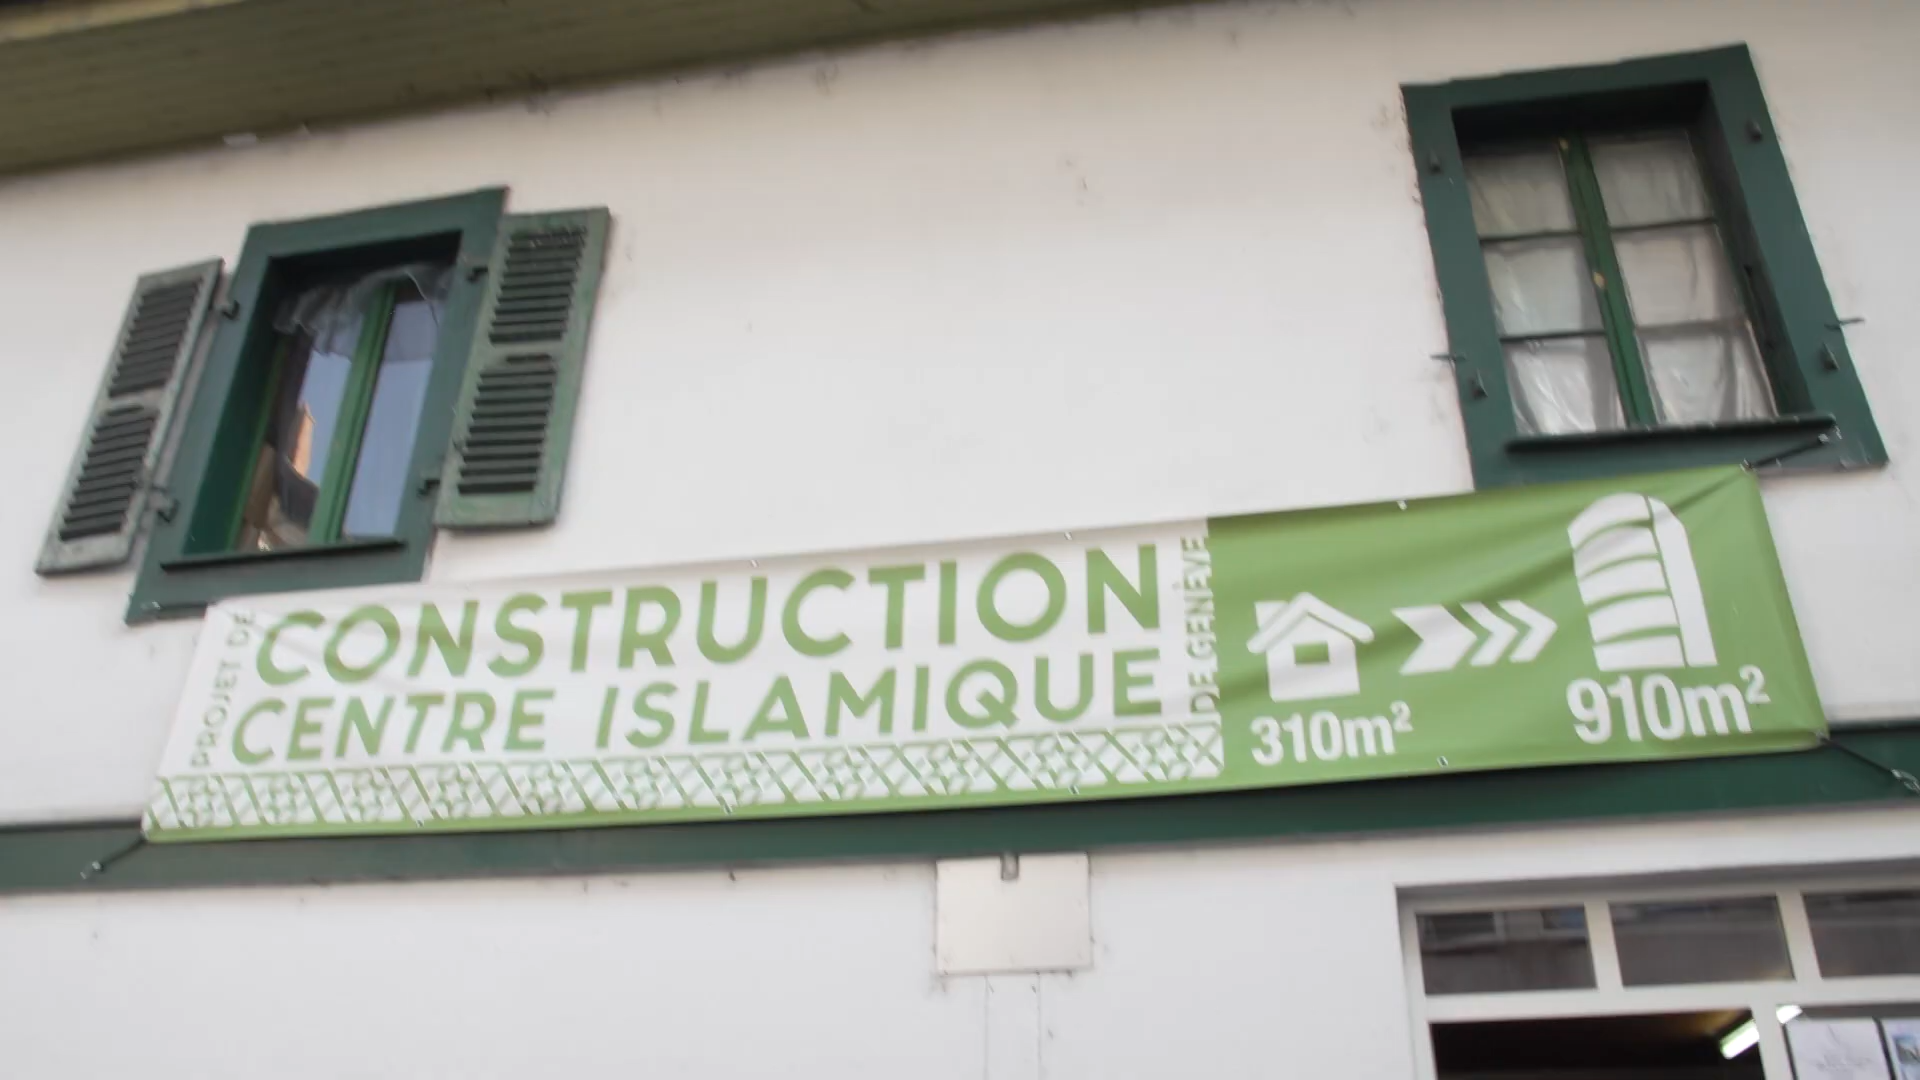 PROJET DE
CONSTRUCTION
CENTRE ISLAMIQUE
DE GENÈVE
310m²
910m²